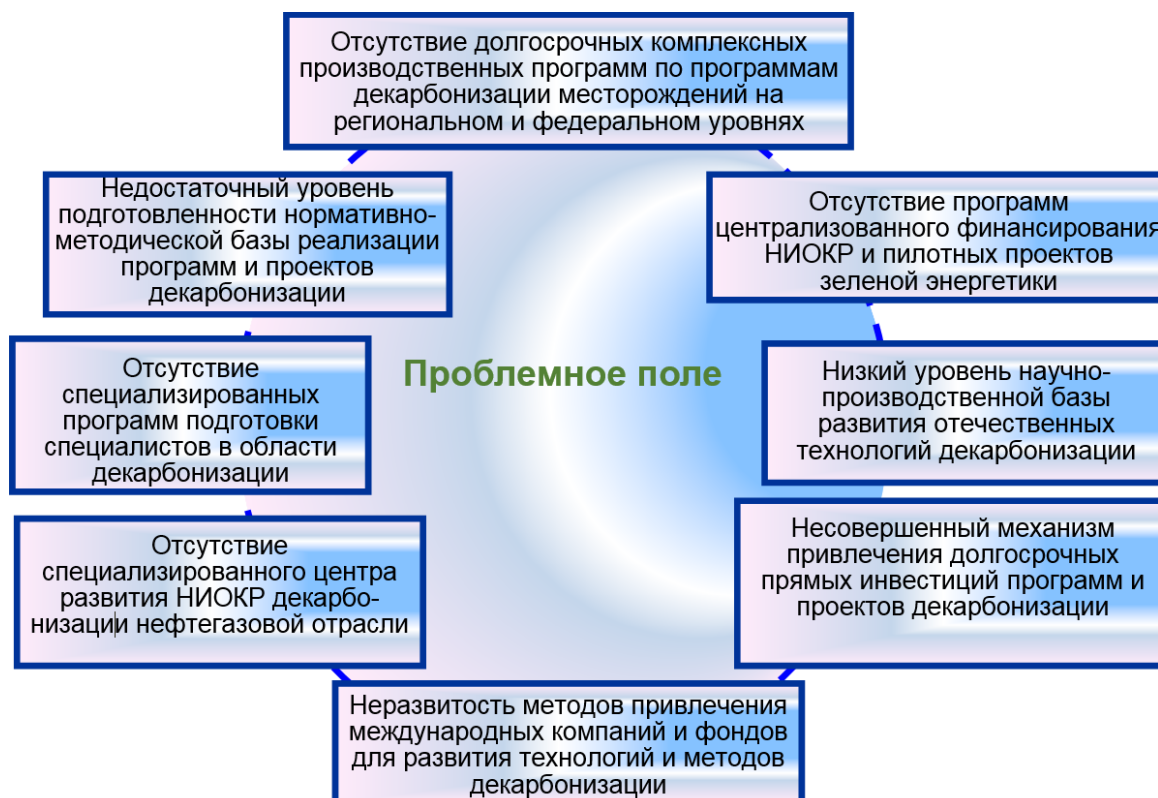 Отсутствие долгосрочных комплексных
производственных программ по программам
декарбонизации месторождений на
региональном и федеральном уровнях
Недостаточный уровень
подготовленности нормативно-
методической базы реализации
программ и проектов
декарбонизации
Отсутствие программ
централизованного финансирования
НИОКР и пилотных проектов
зеленой энергетики
Проблемное поле
Отсутствие
специализированных
программ подготовки
специалистов в области
декарбонизации
Низкий уровень научно-
производственной базы
развития отечественных
технологий декарбонизации
Отсутствие
специализированного центра
развития НИОКР декарбо-
низации нефтегазовой отрасли
Несовершенный механизм
привлечения долгосрочных
прямых инвестиций программ и
проектов декарбонизации
Неразвитость методов привлечения
международных компаний и фондов
для развития технологий и методов
декарбонизации